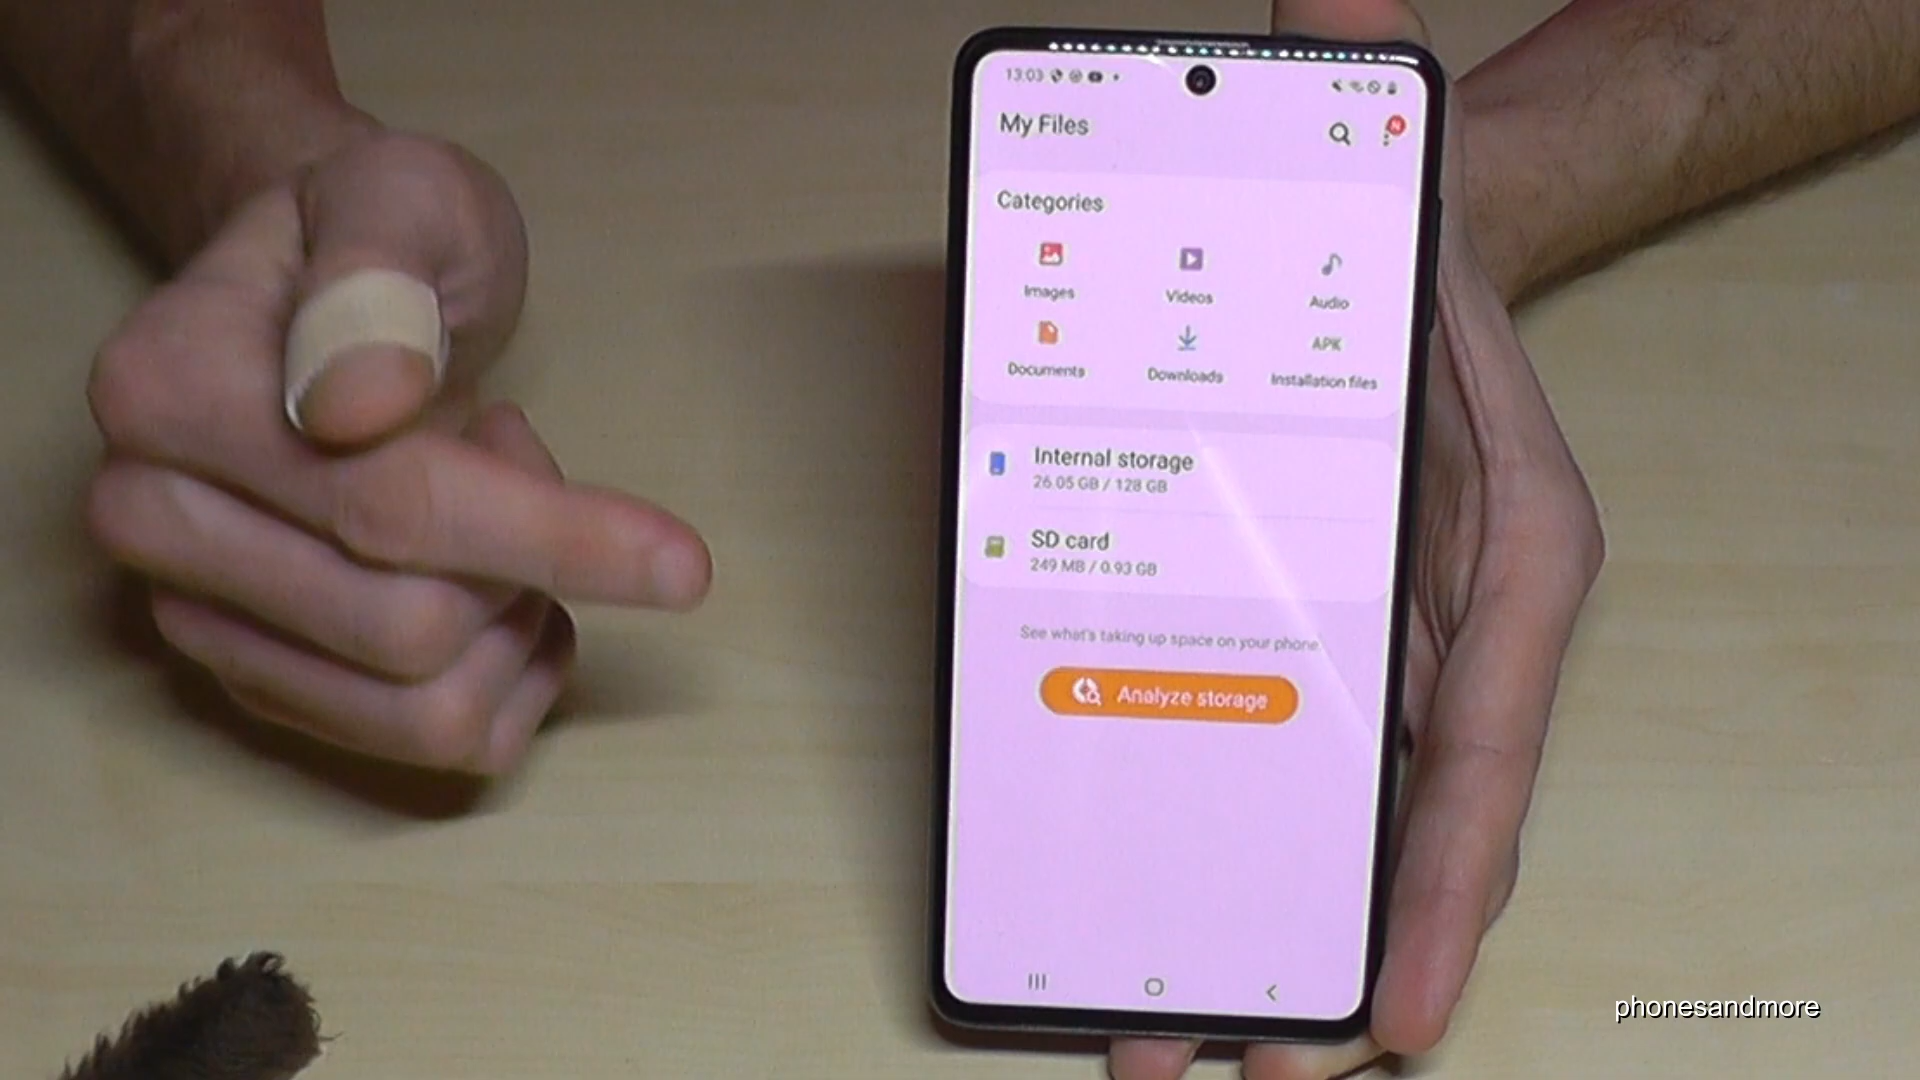 13:03
My Files
N
Categories
Images
Videos
Audio
Documents
Downloads
APK
Installation files
Internal storage
26.05 GB / 128 GB
SD card
249 MB / 0.93 GB
See what's taking up space on your phone.
Analyze storage
phonesandmore